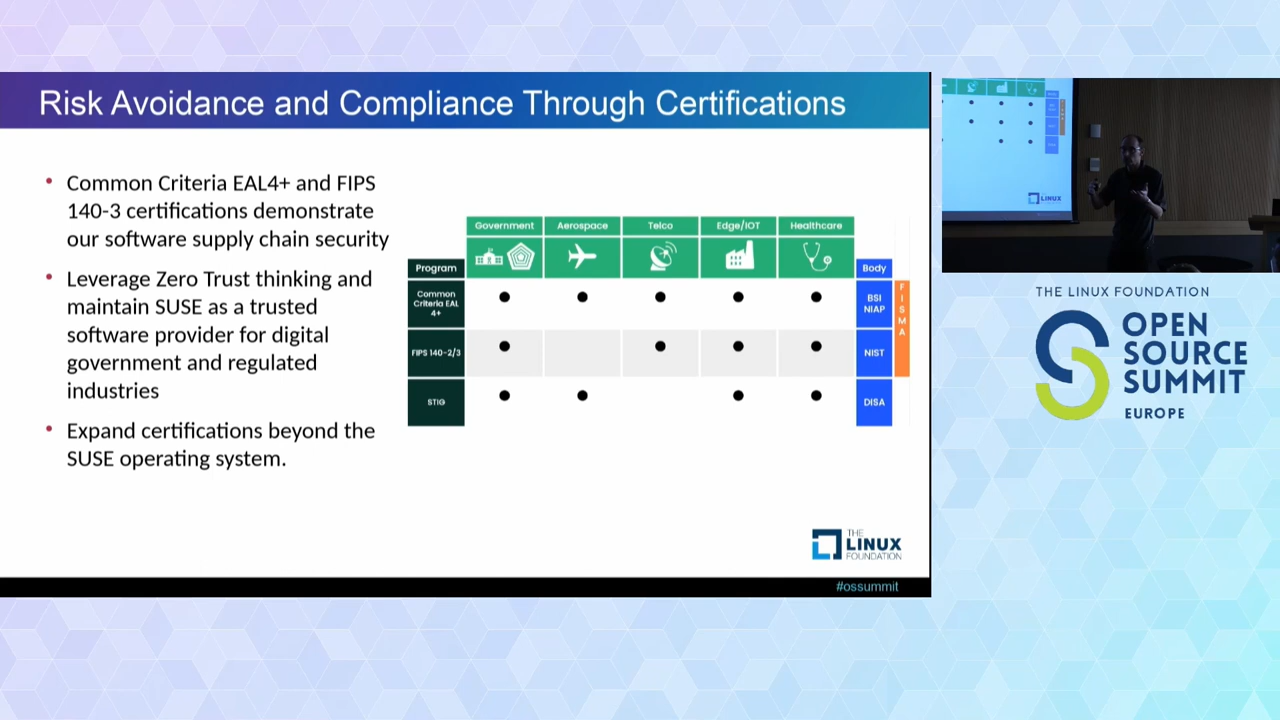 Risk Avoidance and Compliance Through Certifications
• Common Criteria EAL4+ and FIPS
140-3 certifications demonstrate
our software supply chain security
• Leverage Zero Trust thinking and
maintain SUSE as a trusted
software provider for digital
government and regulated
industries
• Expand certifications beyond the
SUSE operating system.
Government Aerospace Telco Edge/IOT Healthcare
Program Body
Common
Criteria EAL
4+
BSI
NIAP
FISMA
FIPS 140-2/3 NIST
STIG DISA
THE
LINUX
FOUNDATION
#ossummit
THE LINUX FOUNDATION
OPEN
SOURCE
SUMMIT
EUROPE